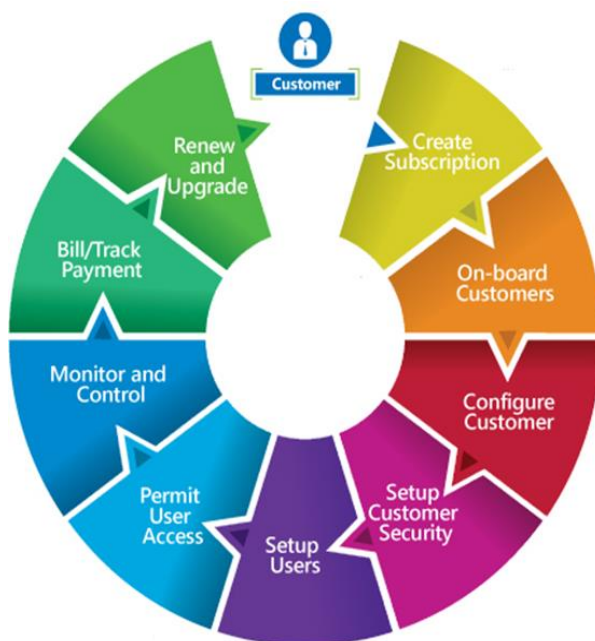 Customer
Create
Subscription
On-board
Customers
Configure
Customer
Setup
Customer
Security
Setup
Users
Permit
User
Access
Monitor and
Control
Bill/Track
Payment
Renew
and
Upgrade